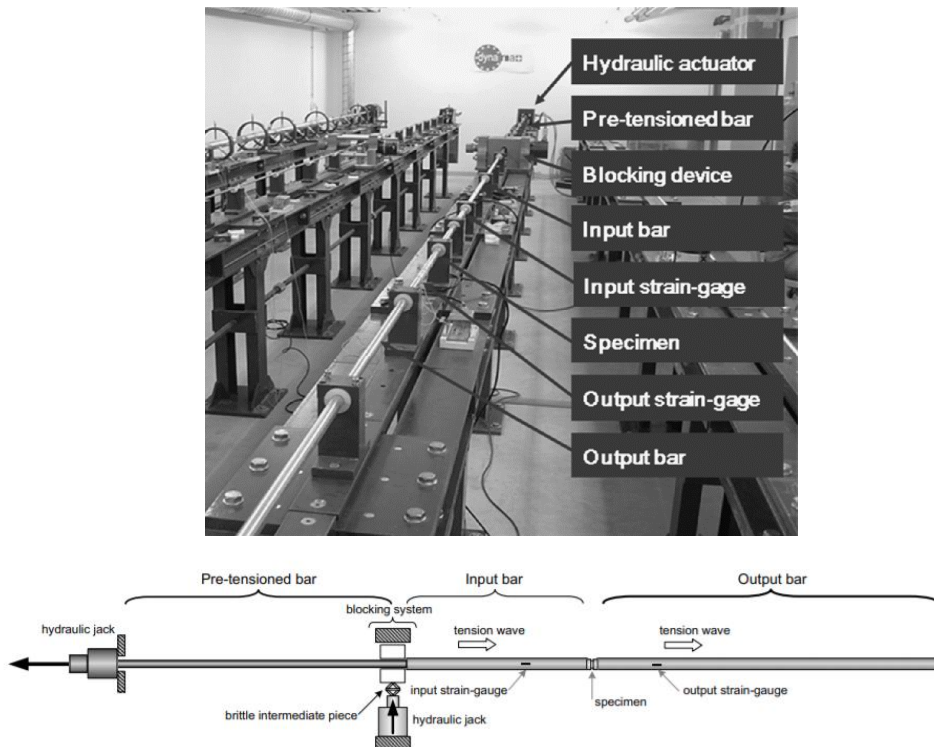 dynamat
Hydraulic actuator
Pre-tensioned bar
Blocking device
Input bar
Input strain-gage
Specimen
Output strain-gage
Output bar
Pre-tensioned bar
Input bar
Output bar
blocking system
hydraulic jack
tension wave
tension wave
input strain-gauge
specimen
output strain-gauge
brittle intermediate piece
hydraulic jack